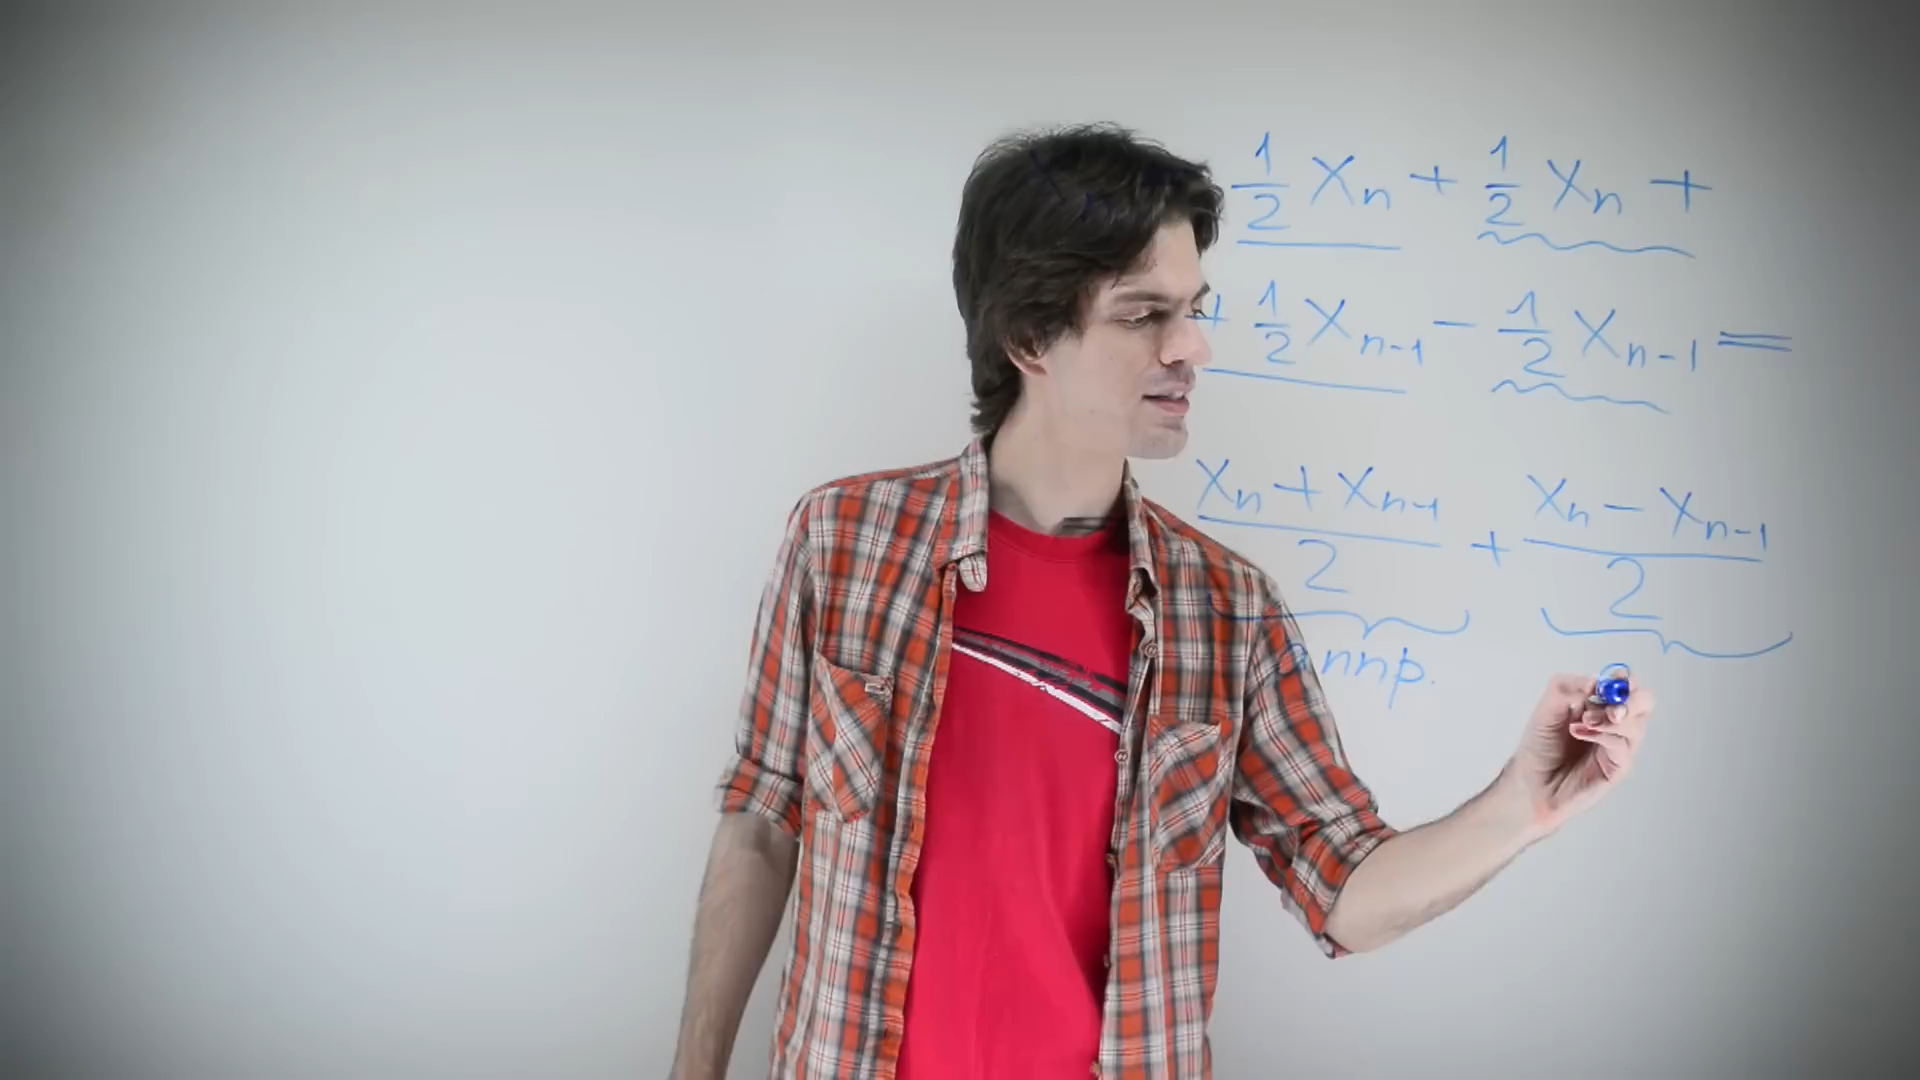 1/2 Xn + 1/2 Xn +
+ 1/2 Xn-1 - 1/2 Xn-1 =
(Xn + Xn-1)/2 + (Xn - Xn-1)/2
аппр.